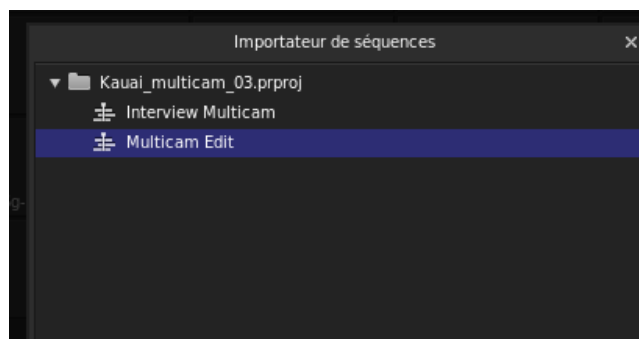 Importateur de séquences
Kauai_multicam_03.prproj
Interview Multicam
Multicam Edit